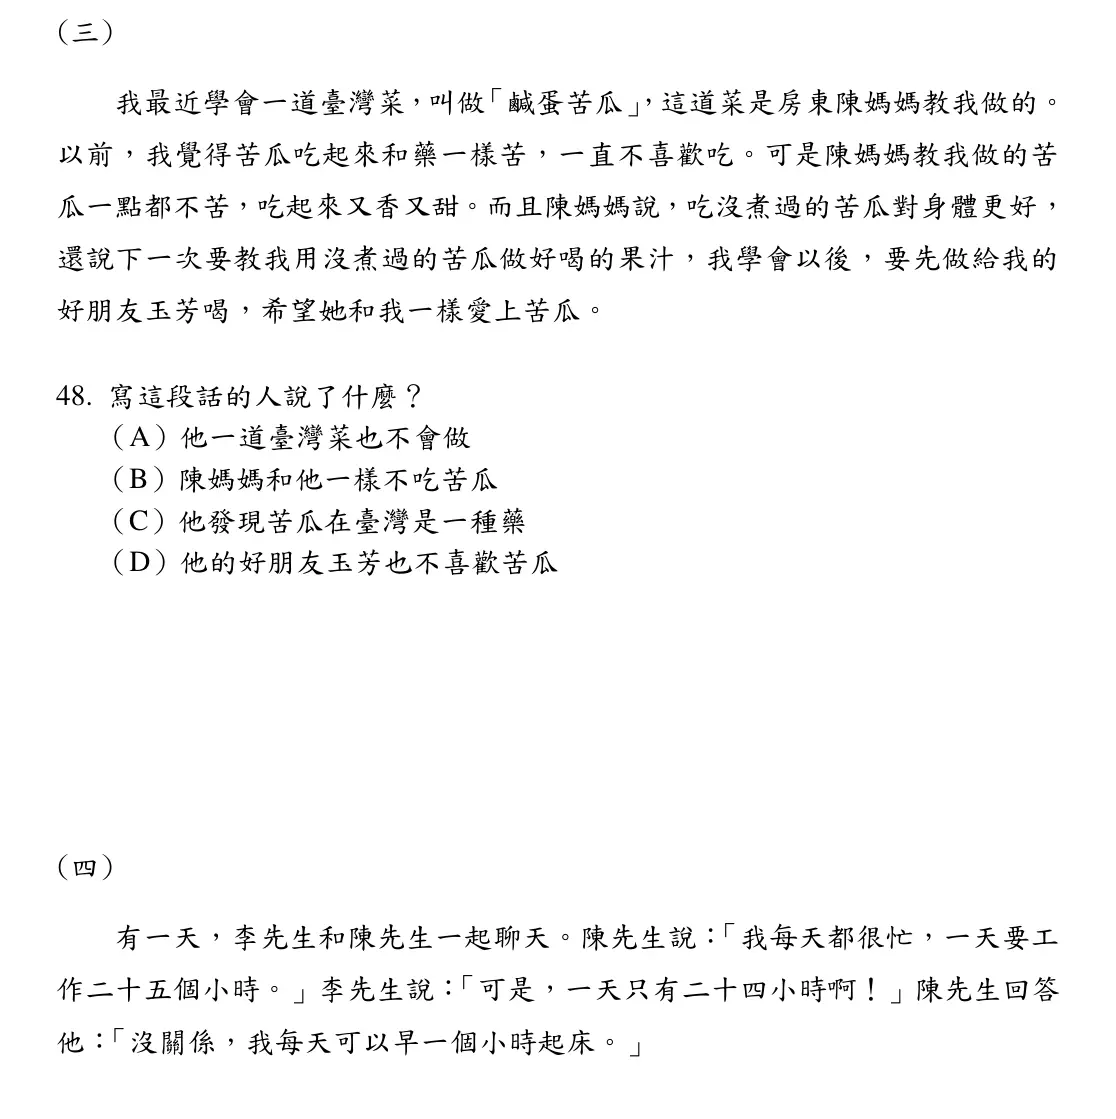 （三）
我最近學會一道臺灣菜，叫做「鹹蛋苦瓜」，這道菜是房東陳媽媽教我做的。
以前，我覺得苦瓜吃起來和藥一樣苦，一直不喜歡吃。可是陳媽媽教我做的苦
瓜一點都不苦，吃起來又香又甜。而且陳媽媽說，吃沒煮過的苦瓜對身體更好，
還說下一次要教我用沒煮過的苦瓜做好喝的果汁，我學會以後，要先做給我的
好朋友玉芳喝，希望她和我一樣愛上苦瓜。
48. 寫這段話的人說了什麼？
（A）他一道臺灣菜也不會做
（B）陳媽媽和他一樣不吃苦瓜
（C）他發現苦瓜在臺灣是一種藥
（D）他的好朋友玉芳也不喜歡苦瓜
（四）
有一天，李先生和陳先生一起聊天。陳先生說：「我每天都很忙，一天要工
作二十五個小時。」李先生說：「可是，一天只有二十四小時啊！」陳先生回答
他：「沒關係，我每天可以早一個小時起床。」